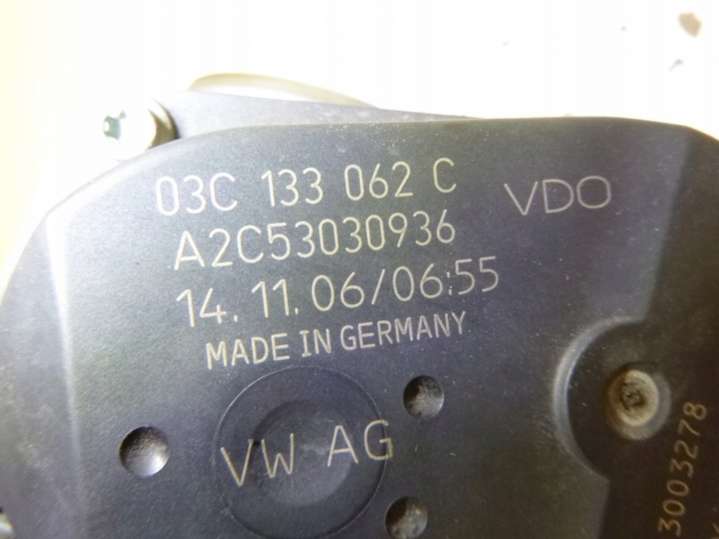 03C 133 062 C
VDO
A2C53030936
14.11.06/06:55
MADE IN GERMANY
VW AG
3003278